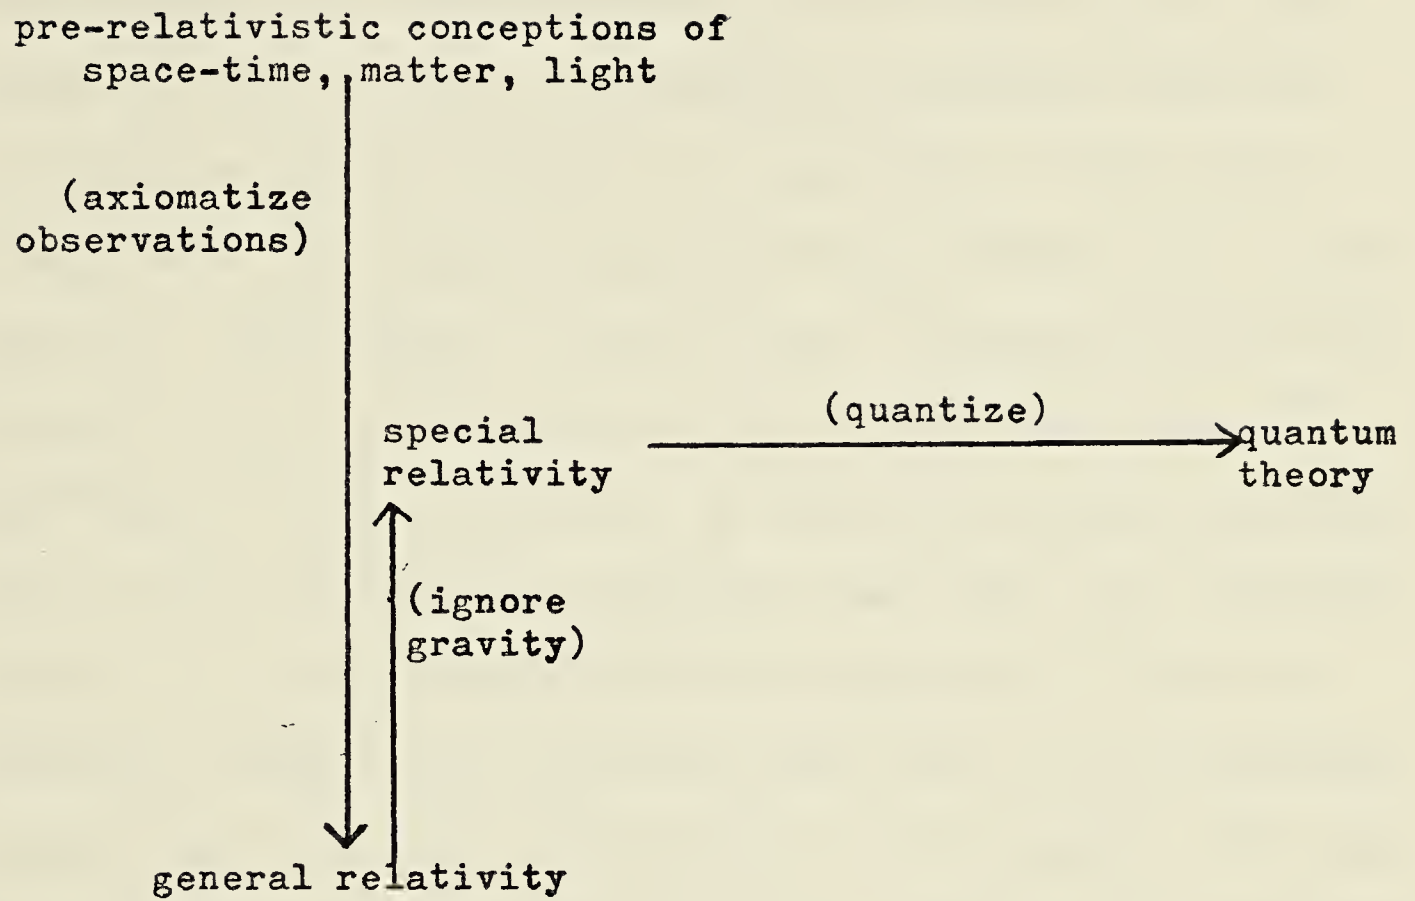 pre-relativistic conceptions of
space-time, matter, light
(axiomatize
observations)
(quantize)
special
relativity
quantum
theory
(ignore
gravity)
general relativity